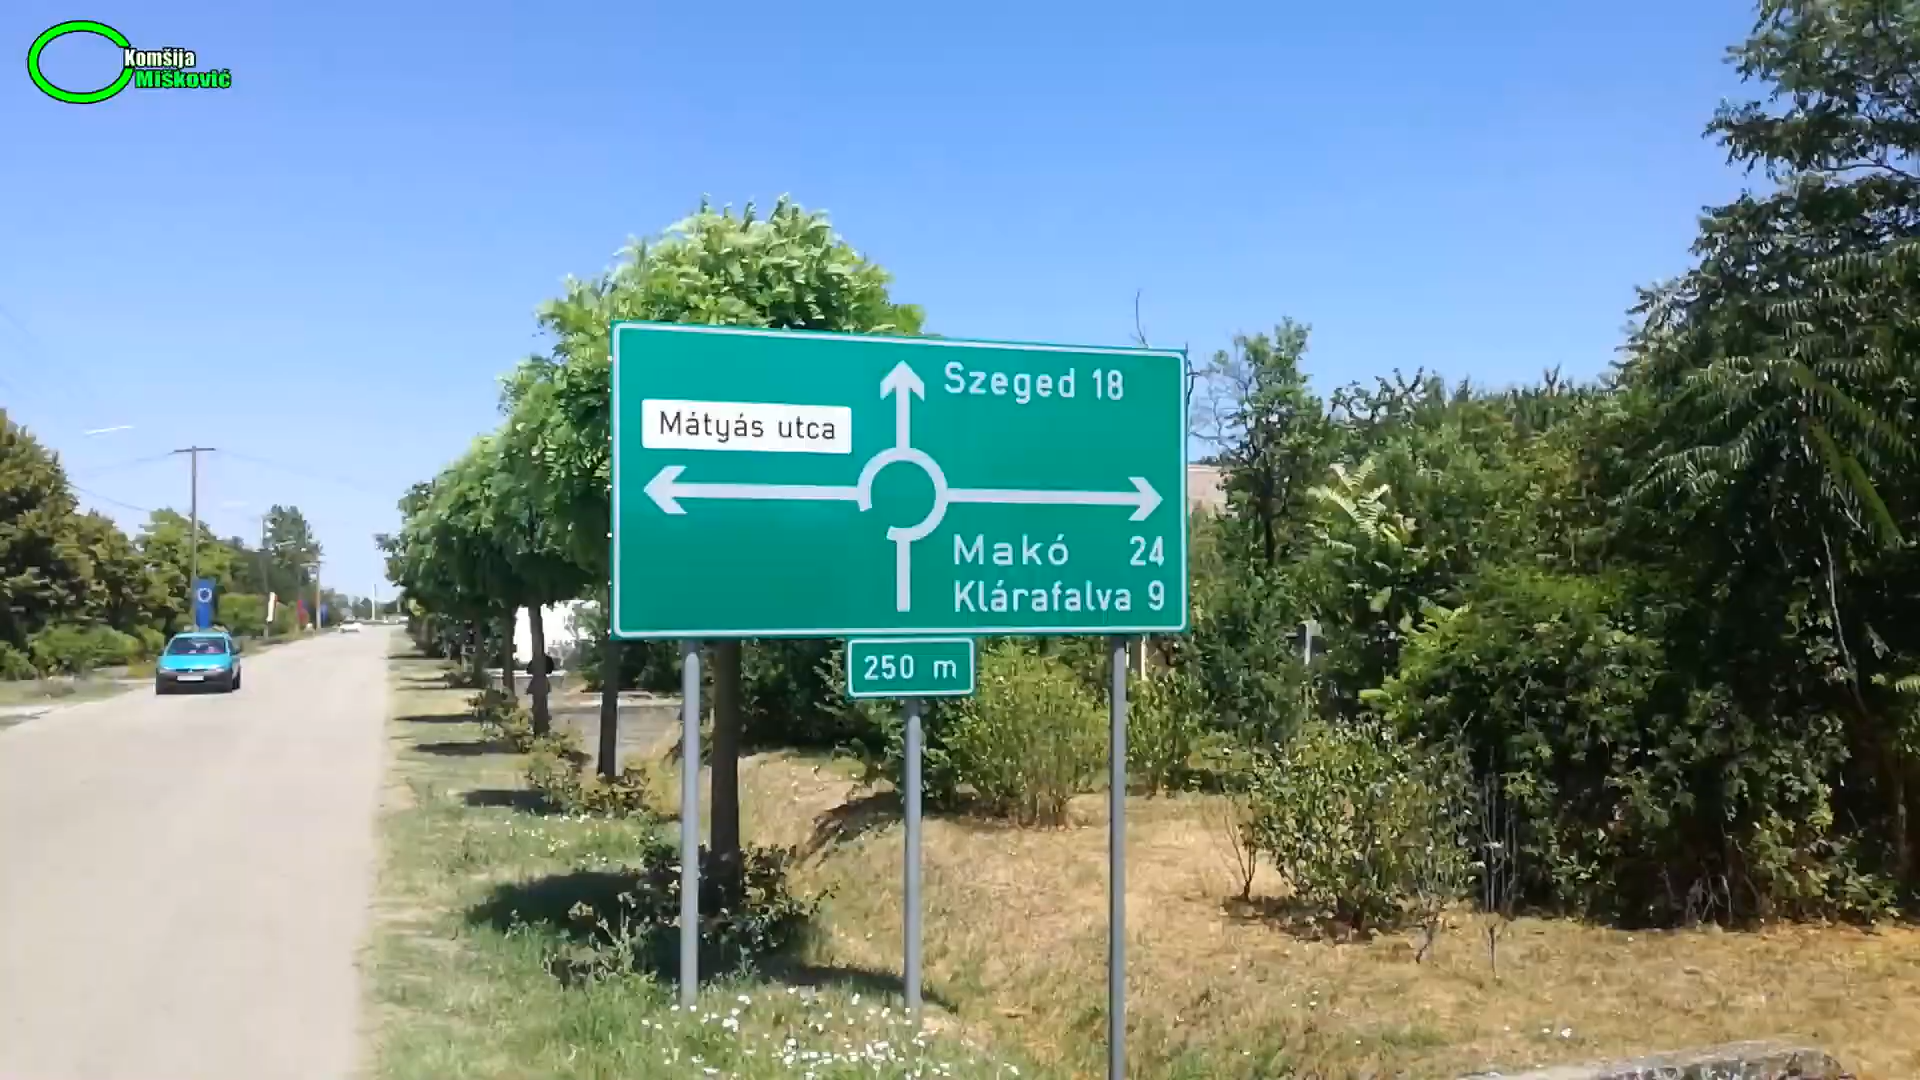 Komšija
Mišković
Szeged 18
Mátyás utca
Makó 24
Klárafalva 9
250 m